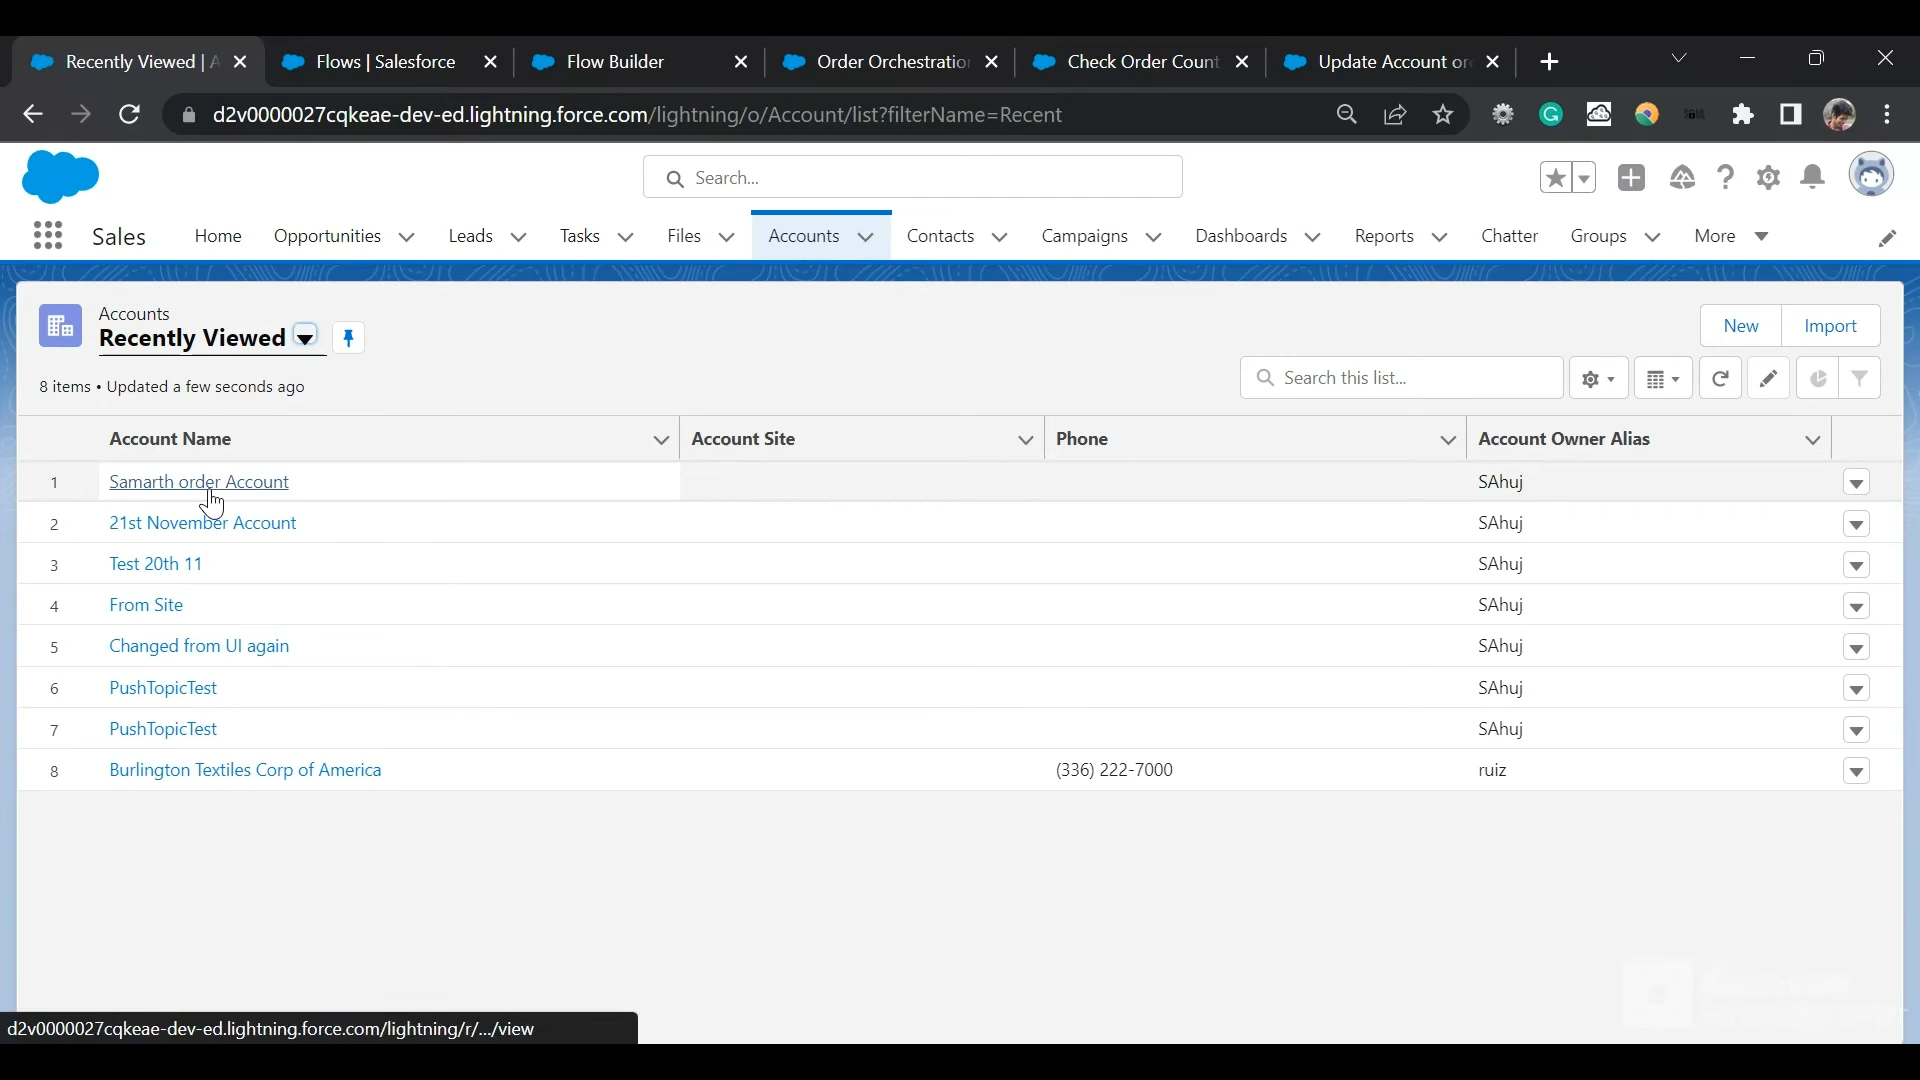 Recently Viewed | A
Flows | Salesforce
Flow Builder
Order Orchestration
Check Order Count
Update Account or
d2v0000027cqkeae-dev-ed.lightning.force.com/lightning/o/Account/list?filterName=Recent
Search...
Sales Home Opportunities Leads Tasks Files Accounts Contacts Campaigns Dashboards Reports Chatter Groups More
Accounts
Recently Viewed
New Import
8 items • Updated a few seconds ago
Search this list...
Account Name Account Site Phone Account Owner Alias
1 Samarth order Account SAhuj
2 21st November Account SAhuj
3 Test 20th 11 SAhuj
4 From Site SAhuj
5 Changed from UI again SAhuj
6 PushTopicTest SAhuj
7 PushTopicTest SAhuj
8 Burlington Textiles Corp of America (336) 222-7000 ruiz
d2v0000027cqkeae-dev-ed.lightning.force.com/lightning/r/.../view